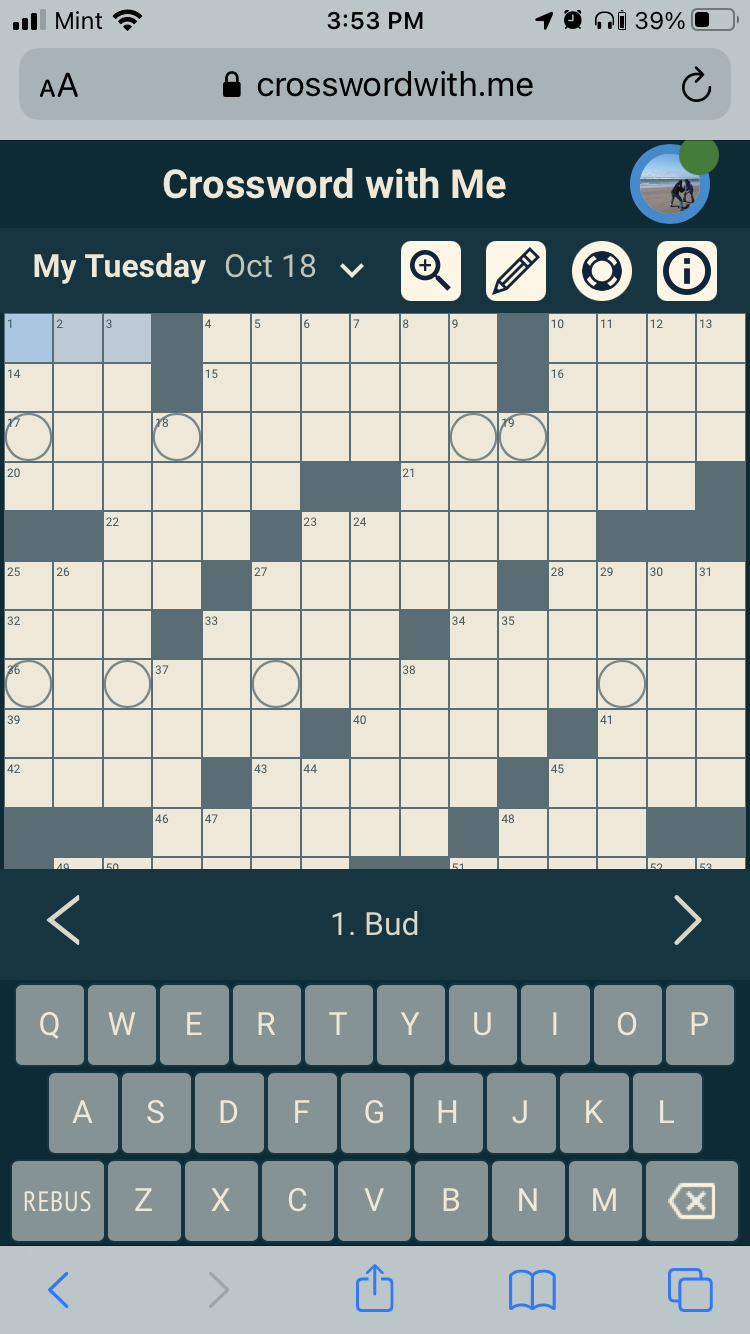 Mint 3:53 PM 39%
AA crosswordwith.me
Crossword with Me
My Tuesday Oct 18
1 2 3 4 5 6 7 8 9 10 11 12 13
14 15 16
17 18 19
20 21
22 23 24
25 26 27 28 29 30 31
32 33 34 35
36 37 38
39 40 41
42 43 44 45
46 47 48
49 50 51 52 53
1. Bud
Q W E R T Y U I O P
A S D F G H J K L
REBUS Z X C V B N M